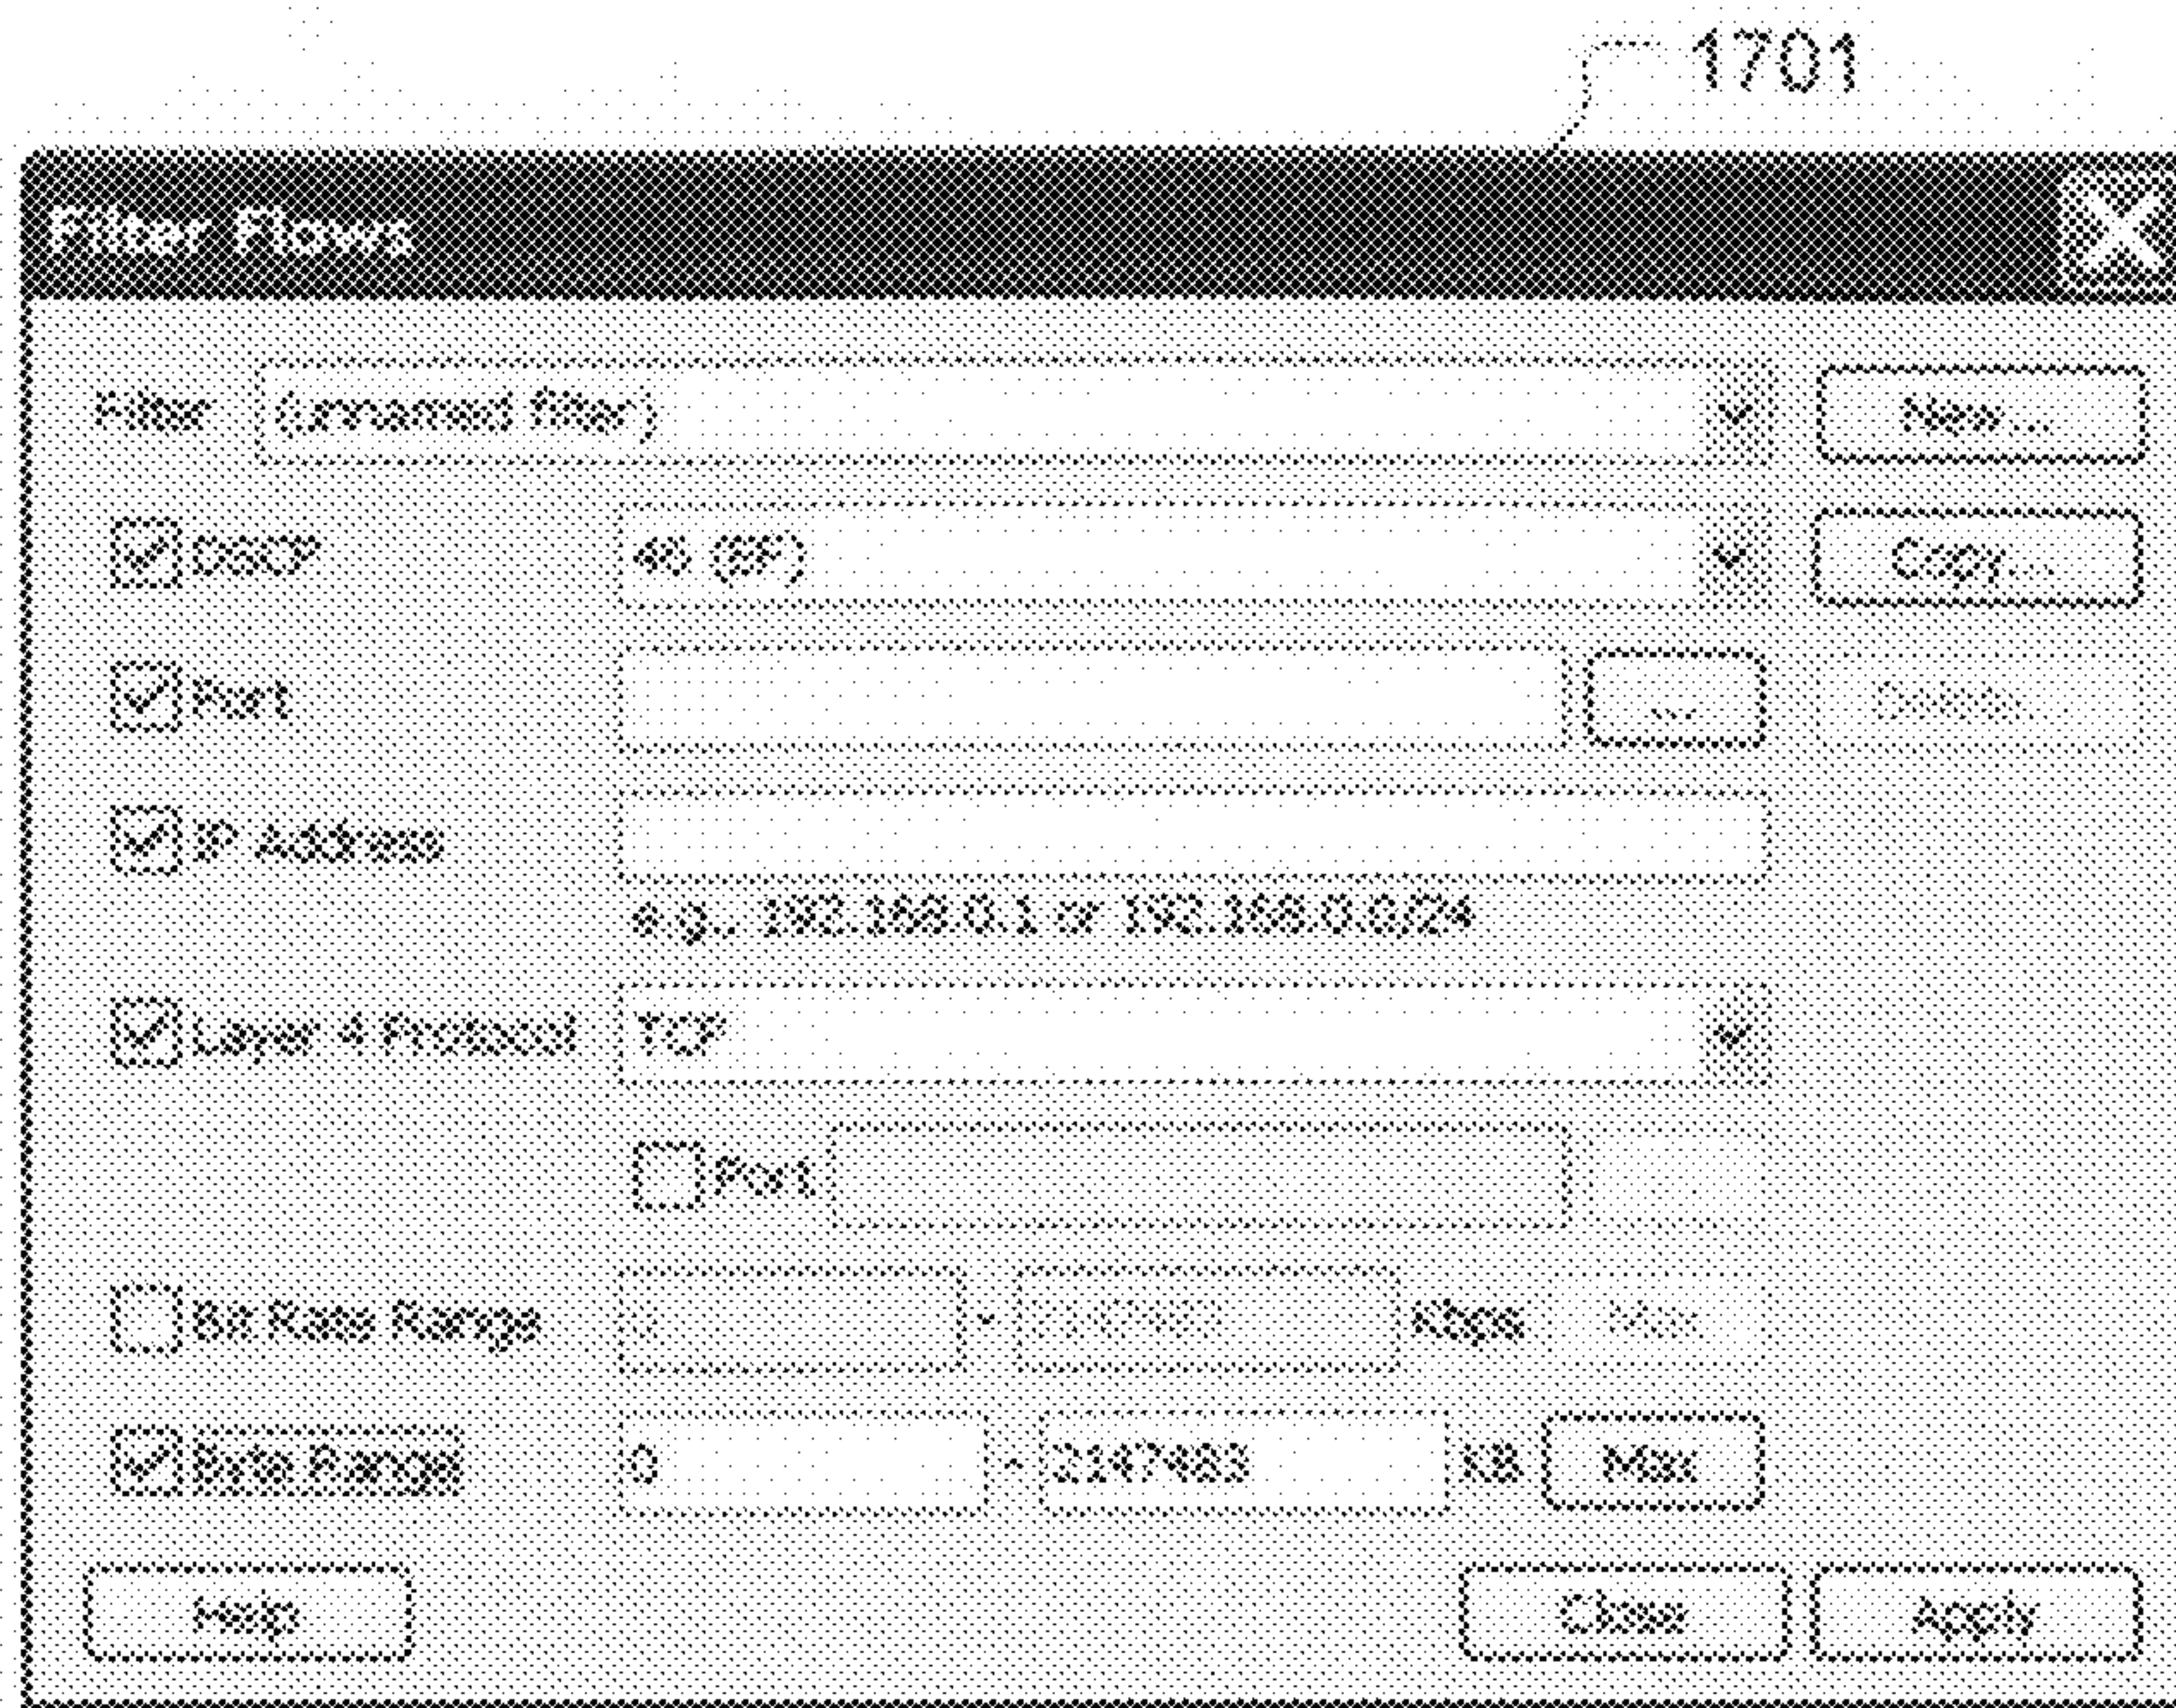 1701
Filter Flows
Filter (unnamed filter) New...
DSCP 46 (EF) Copy...
Port ... Delete...
IP Address
e.g., 192.168.0.1 or 192.168.0.0/24
Layer 4 Protocol TCP
Port
Bit Rate Range - Kbps Max
Byte Range 0 - 2147483 KB Max
Help Close Apply